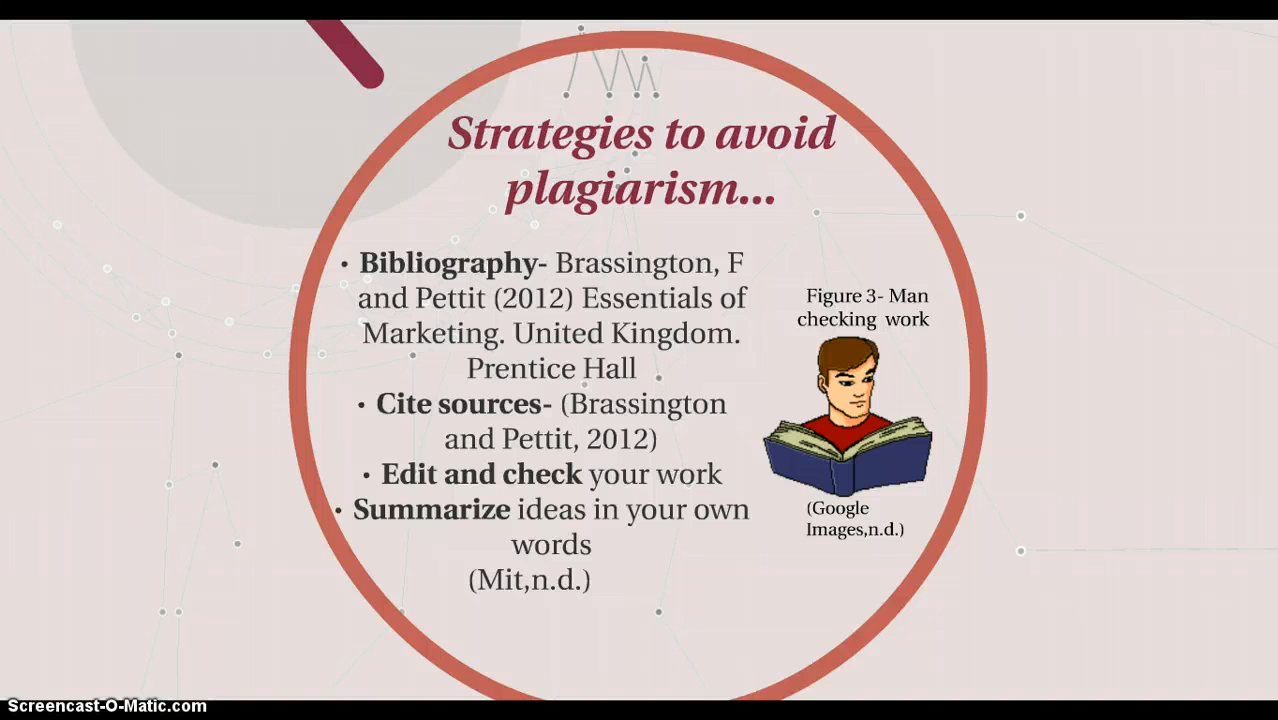 Strategies to avoid
plagiarism...
• Bibliography- Brassington, F
and Pettit (2012) Essentials of
Marketing. United Kingdom.
Prentice Hall
• Cite sources- (Brassington
and Pettit, 2012)
• Edit and check your work
• Summarize ideas in your own
words
(Mit,n.d.)
Figure 3- Man
checking work
(Google
Images,n.d.)
Screencast-O-Matic.com